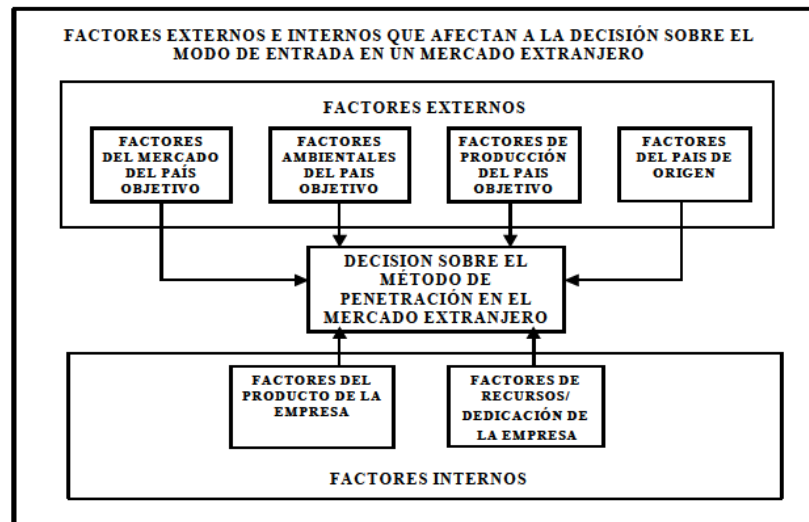 FACTORES EXTERNOS E INTERNOS QUE AFECTAN A LA DECISIÓN SOBRE EL
MODO DE ENTRADA EN UN MERCADO EXTRANJERO
FACTORES EXTERNOS
FACTORES
DEL MERCADO
DEL PAÍS
OBJETIVO
FACTORES
AMBIENTALES
DEL PAIS
OBJETIVO
FACTORES DE
PRODUCCIÓN
DEL PAIS
OBJETIVO
FACTORES
DEL PAIS DE
ORIGEN
DECISION SOBRE EL
MÉTODO DE
PENETRACIÓN EN EL
MERCADO EXTRANJERO
FACTORES DEL
PRODUCTO DE LA
EMPRESA
FACTORES DE
RECURSOS/
DEDICACIÓN DE
LA EMPRESA
FACTORES INTERNOS